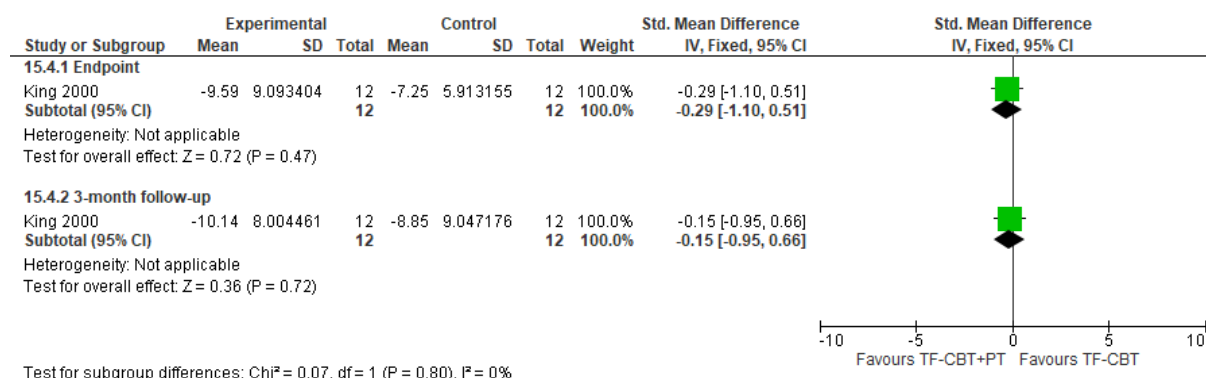 Experimental Control Std. Mean Difference Std. Mean Difference
Study or Subgroup Mean SD Total Mean SD Total Weight IV, Fixed, 95% CI IV, Fixed, 95% CI
15.4.1 Endpoint
King 2000 -9.59 9.093404 12 -7.25 5.913155 12 100.0% -0.29 [-1.10, 0.51]
Subtotal (95% CI) 12 12 100.0% -0.29 [-1.10, 0.51]
Heterogeneity: Not applicable
Test for overall effect: Z = 0.72 (P = 0.47)
15.4.2 3-month follow-up
King 2000 -10.14 8.004461 12 -8.85 9.047176 12 100.0% -0.15 [-0.95, 0.66]
Subtotal (95% CI) 12 12 100.0% -0.15 [-0.95, 0.66]
Heterogeneity: Not applicable
Test for overall effect: Z = 0.36 (P = 0.72)
-10 -5 0 5 10
Favours TF-CBT+PT Favours TF-CBT
Test for subgroup differences: Chi² = 0.07, df = 1 (P = 0.80), I² = 0%